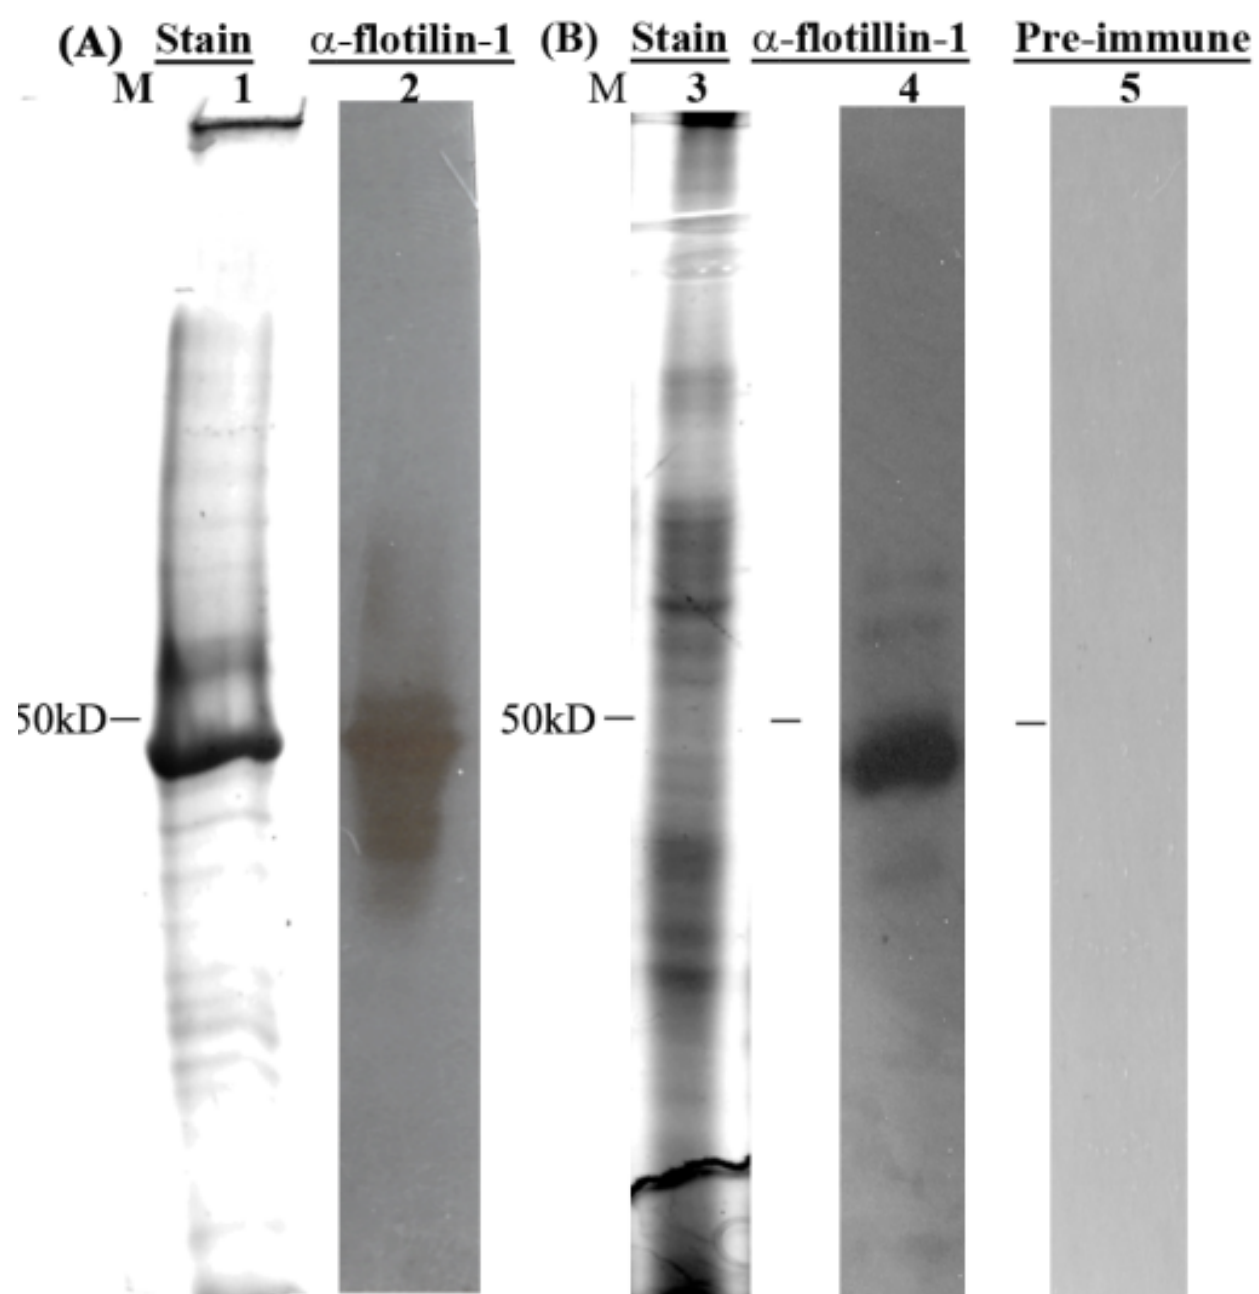 (A) Stain α-flotilin-1 (B) Stain α-flotillin-1 Pre-immune
M 1 2 M 3 4 5
50kD 50kD